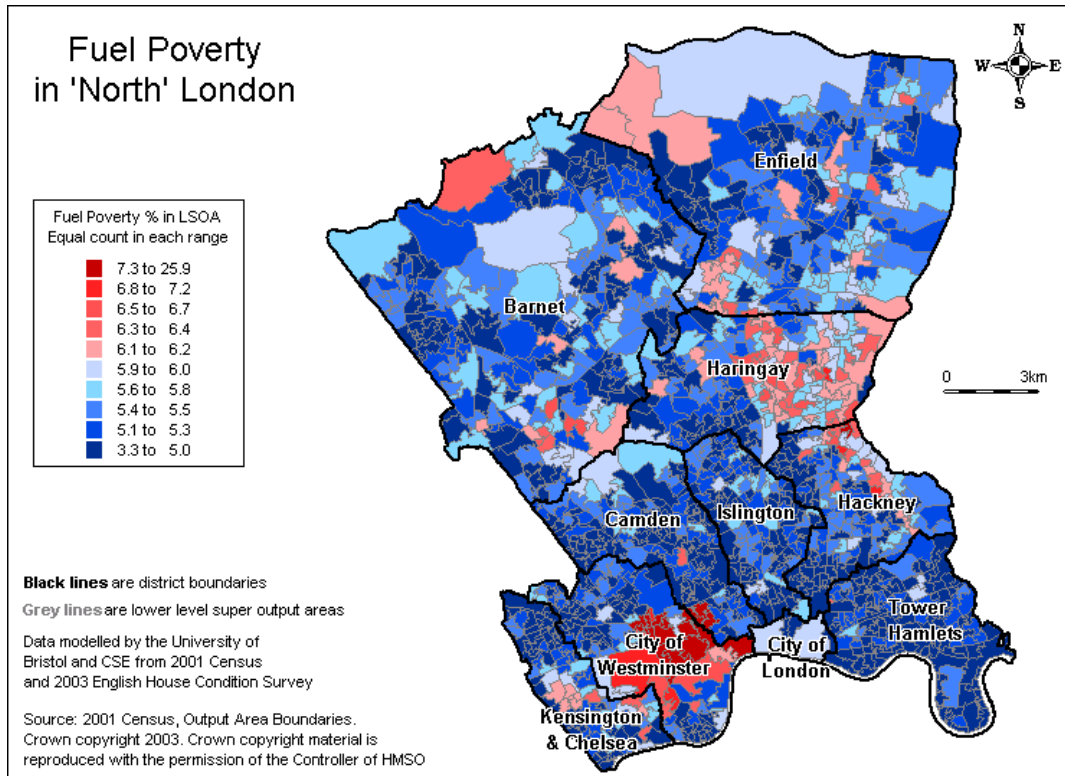 Fuel Poverty
in 'North' London
N
W E
S
Fuel Poverty % in LSOA
Equal count in each range
7.3 to 25.9
6.8 to 7.2
6.5 to 6.7
6.3 to 6.4
6.1 to 6.2
5.9 to 6.0
5.6 to 5.8
5.4 to 5.5
5.1 to 5.3
3.3 to 5.0
Enfield
Barnet
Haringay
0 3km
Hackney
Islington
Camden
Tower
Hamlets
City of
London
City of
Westminster
Kensington
& Chelsea
Black lines are district boundaries
Grey lines are lower level super output areas
Data modelled by the University of
Bristol and CSE from 2001 Census
and 2003 English House Condition Survey
Source: 2001 Census, Output Area Boundaries.
Crown copyright 2003. Crown copyright material is
reproduced with the permission of the Controller of HMSO